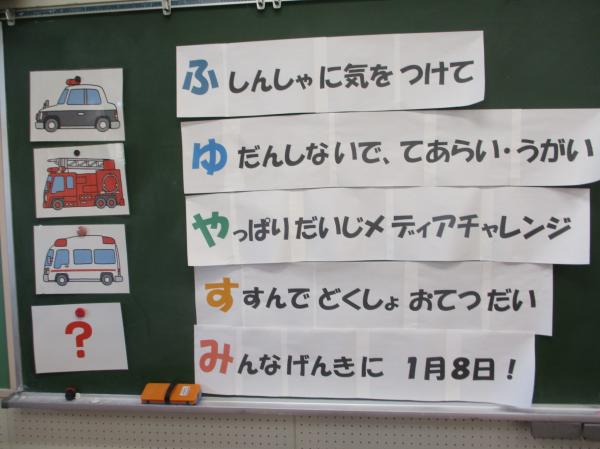 ふしんしゃに気をつけて
ゆだんしないで、てあらい・うがい
やっぱりだいじメディアチャレンジ
すすんでどくしょおてつだい
みんなげんきに 1月8日!
?